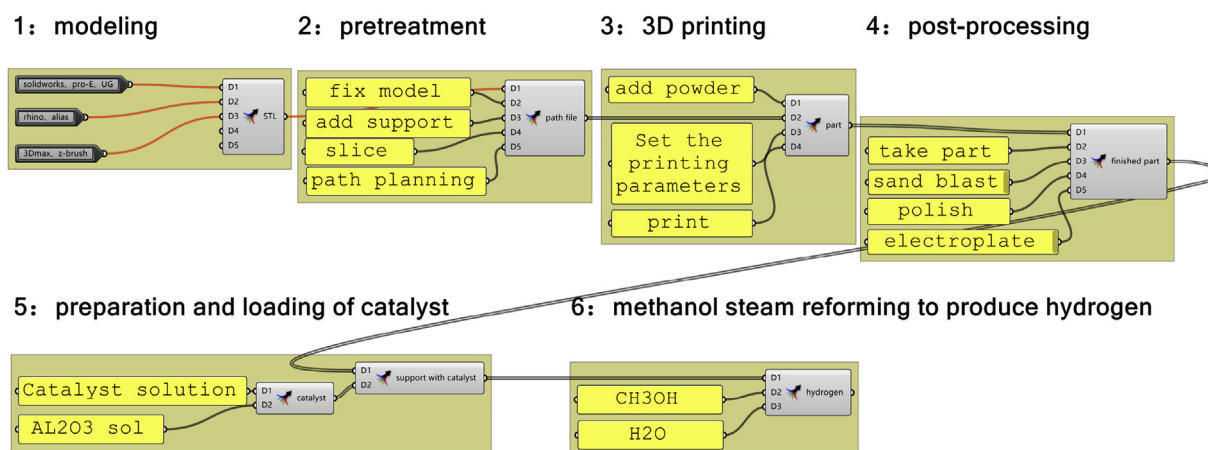 1: modeling
2: pretreatment
3: 3D printing
4: post-processing
solidworks, pro-E, UG
rhino, alias
3Dmax, z-brush
D1
D2
D3
D4
D5
STL
fix model
add support
slice
path planning
D1
D2
D3
D4
D5
path file
add powder
Set the
printing
parameters
print
D1
D2
D3
D4
part
take part
sand blast
polish
electroplate
D1
D2
D3
D4
D5
finished part
5: preparation and loading of catalyst
6: methanol steam reforming to produce hydrogen
Catalyst solution
AL2O3 sol
D1
D2
catalyst
D1
D2
support with catalyst
CH3OH
H2O
D1
D2
D3
hydrogen